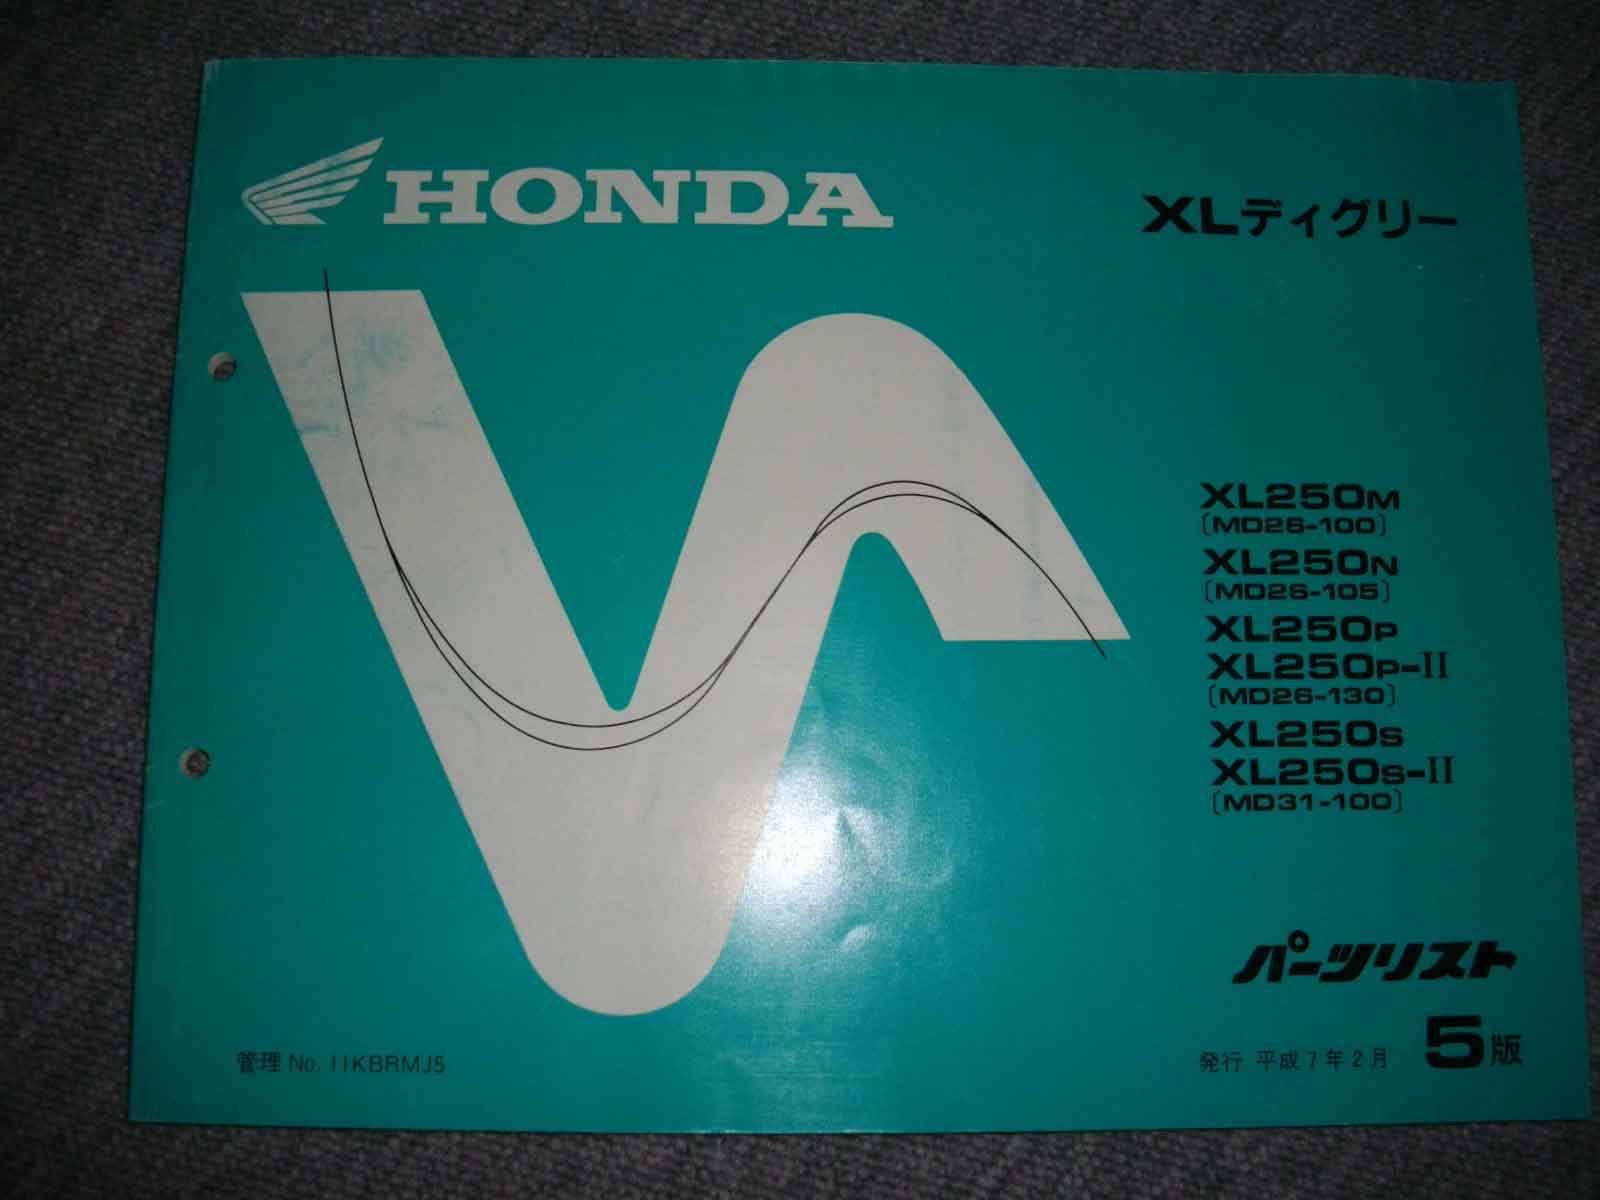 HONDA
XLディグリー
XL250M
[MD26-100]
XL250N
[MD26-105]
XL250P
XL250P-II
[MD26-130]
XL250S
XL250S-II
[MD31-100]
パーツリスト
管理 No. 11KBRMJ5
発行 平成7年2月 5版